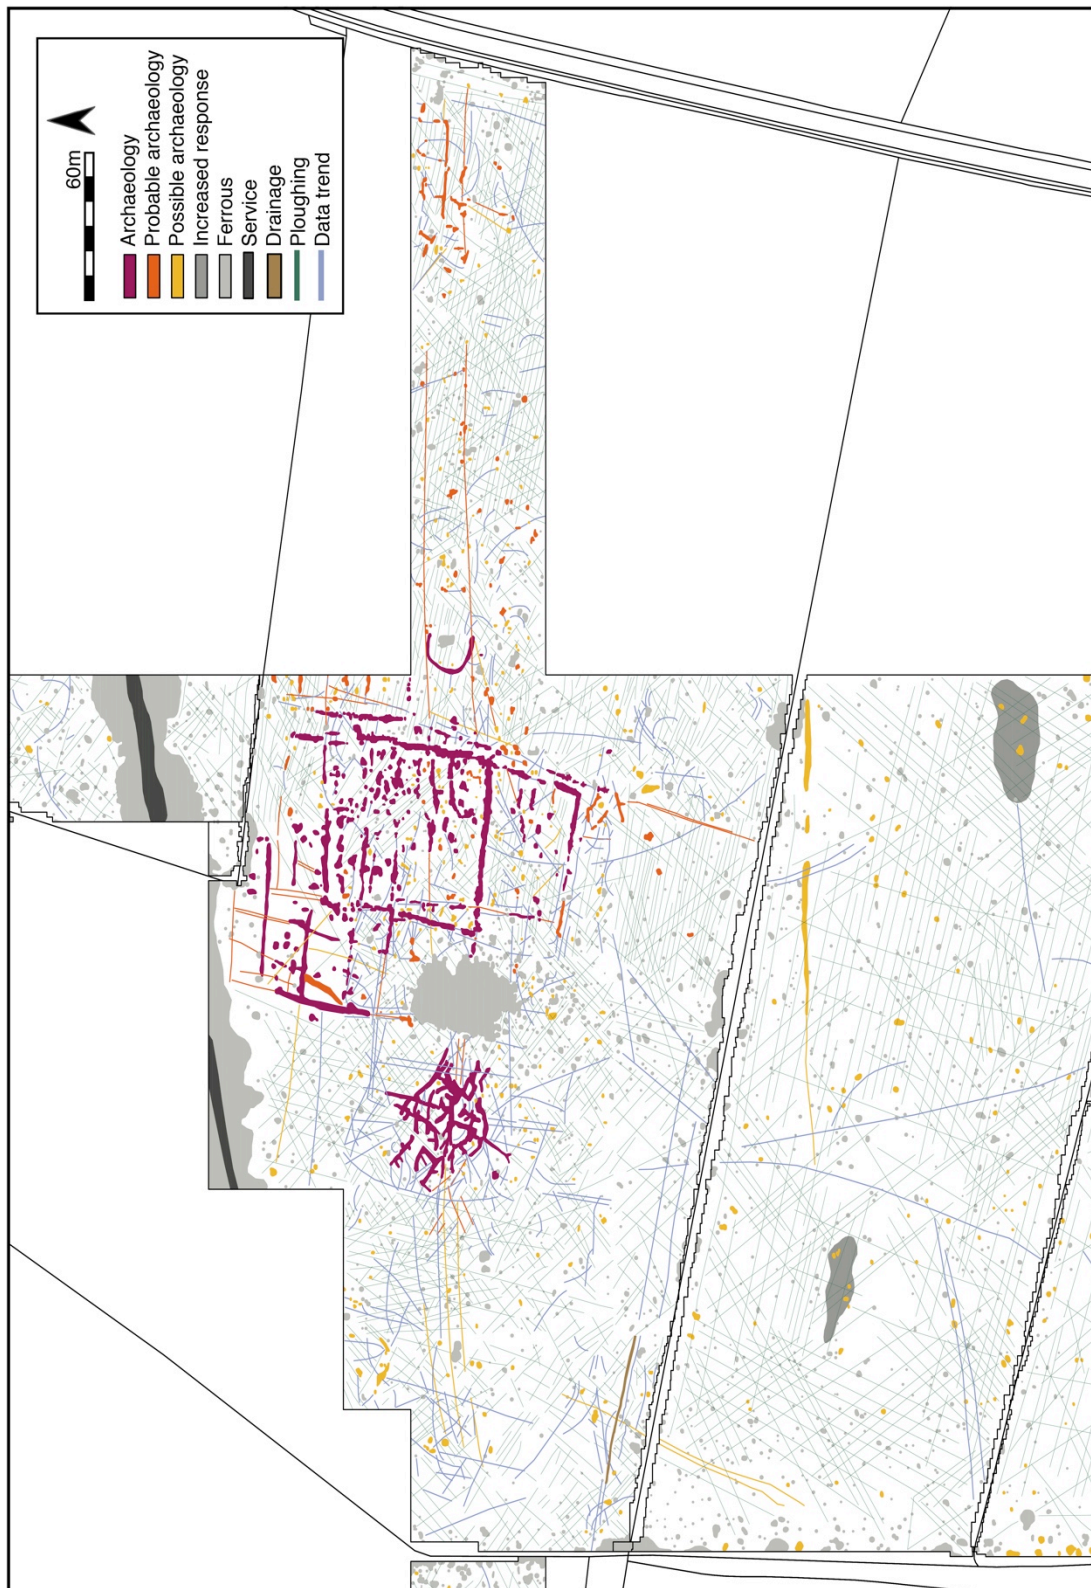 60m
Archaeology
Probable archaeology
Possible archaeology
Increased response
Ferrous
Service
Drainage
Ploughing
Data trend